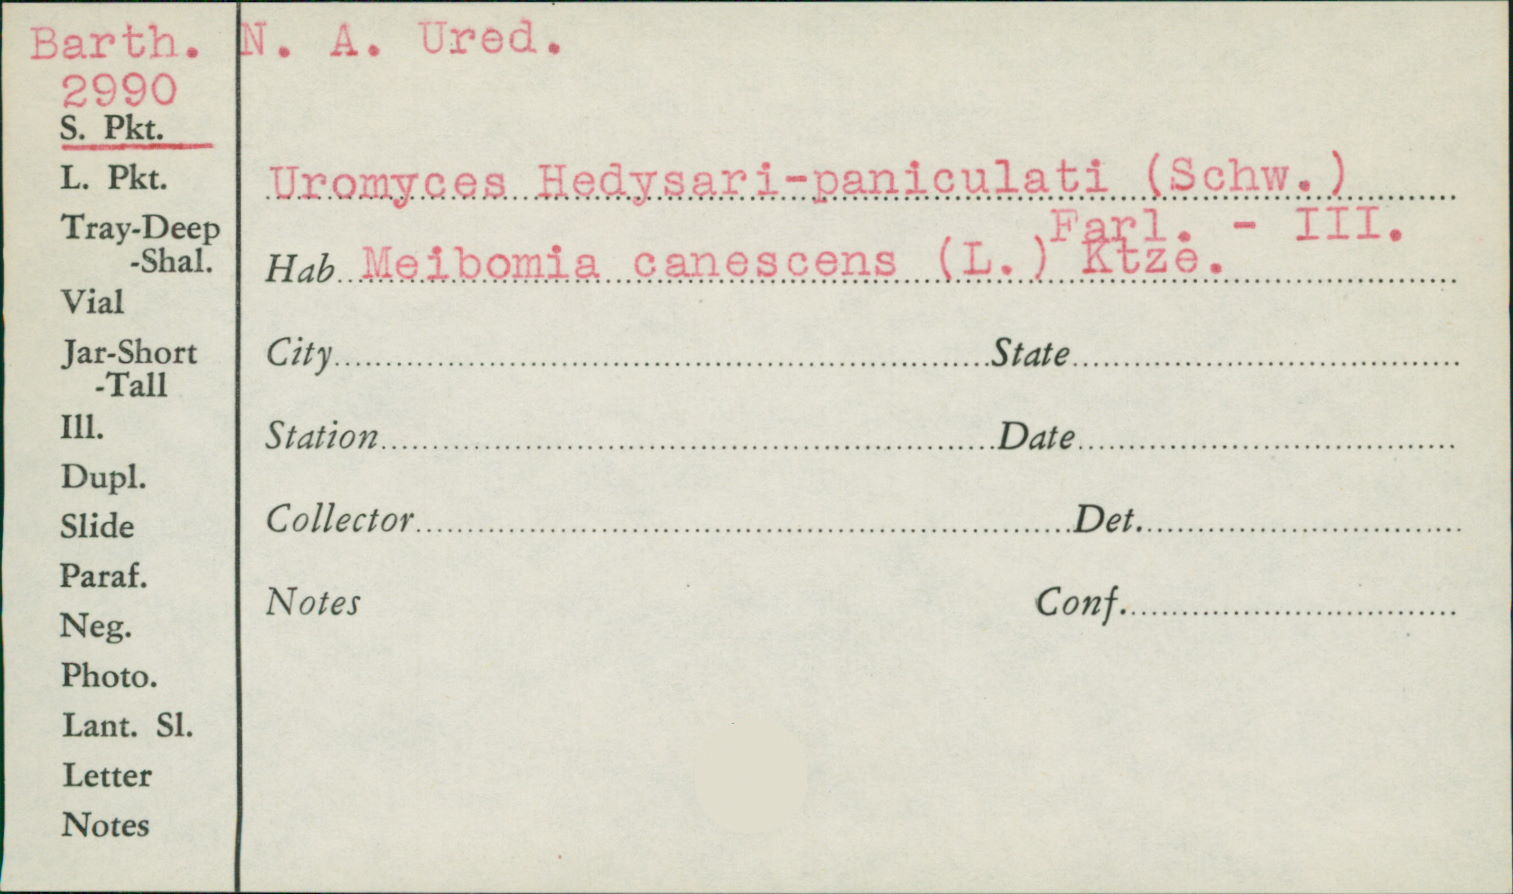 Barth. N. A. Ured.
2990
S. Pkt.
L. Pkt.
Tray-Deep
-Shal.
Vial
Jar-Short
-Tall
Ill.
Dupl.
Slide
Paraf.
Neg.
Photo.
Lant. Sl.
Letter
Notes
Uromyces Hedysari-paniculati (Schw.)
Farl. - III.
Hab Meibomia canescens (L.) Ktze.
City State
Station Date
Collector Det.
Notes Conf.